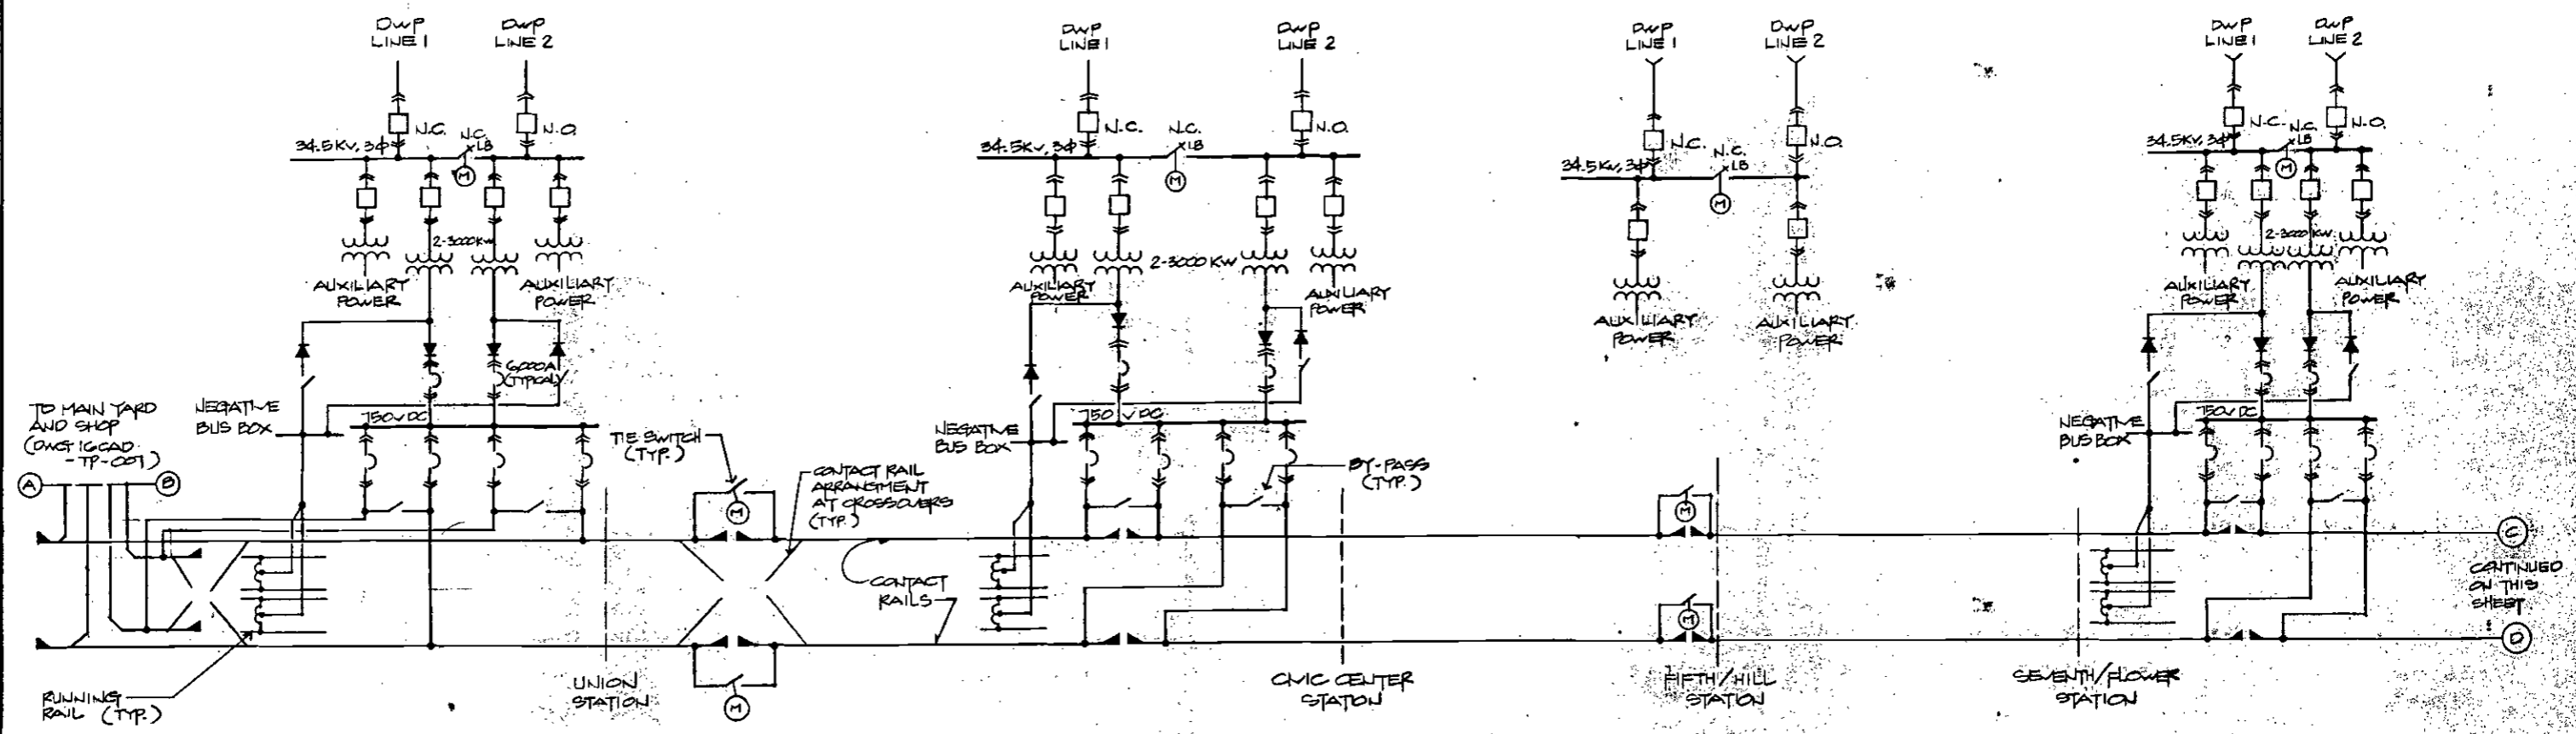 DWP
LINE 1
DWP
LINE 2
N.C.
N.C.
LB
N.O.
34.5KV, 3Φ
M
2-3000KW
AUXILIARY
POWER
AUXILIARY
POWER
6000A
(TYPICAL)
750V DC
NEGATIVE
BUS BOX
TO MAIN YARD
AND SHOP
A
B
RUNNING
RAIL (TYP.)
UNION
STATION
TIE SWITCH
(TYP.)
M
M
CONTACT RAIL
ARRANGMENT
AT CROSSOVERS
(TYP.)
CONTACT
RAILS
DWP
LINE 1
DWP
LINE 2
N.C.
N.C.
LB
N.O.
34.5KV, 3Φ
M
2-3000 KW
AUXILIARY
POWER
AUXILIARY
POWER
750 V DC
NEGATIVE
BUS BOX
BY-PASS
(TYP.)
CIVIC CENTER
STATION
DWP
LINE 1
DWP
LINE 2
N.C.
N.C.
LB
N.O.
34.5KV, 3Φ
M
AUXILIARY
POWER
AUXILIARY
POWER
M
M
FIFTH/HILL
STATION
DWP
LINE 1
DWP
LINE 2
N.C.
N.C.
LB
N.O.
34.5KV, 3Φ
M
2-3000 KW
AUXILIARY
POWER
AUXILIARY
POWER
NEGATIVE
BUS BOX
750V DC
SEVENTH/FLOWER
STATION
C
CONTINUED
ON THIS
SHEET
D